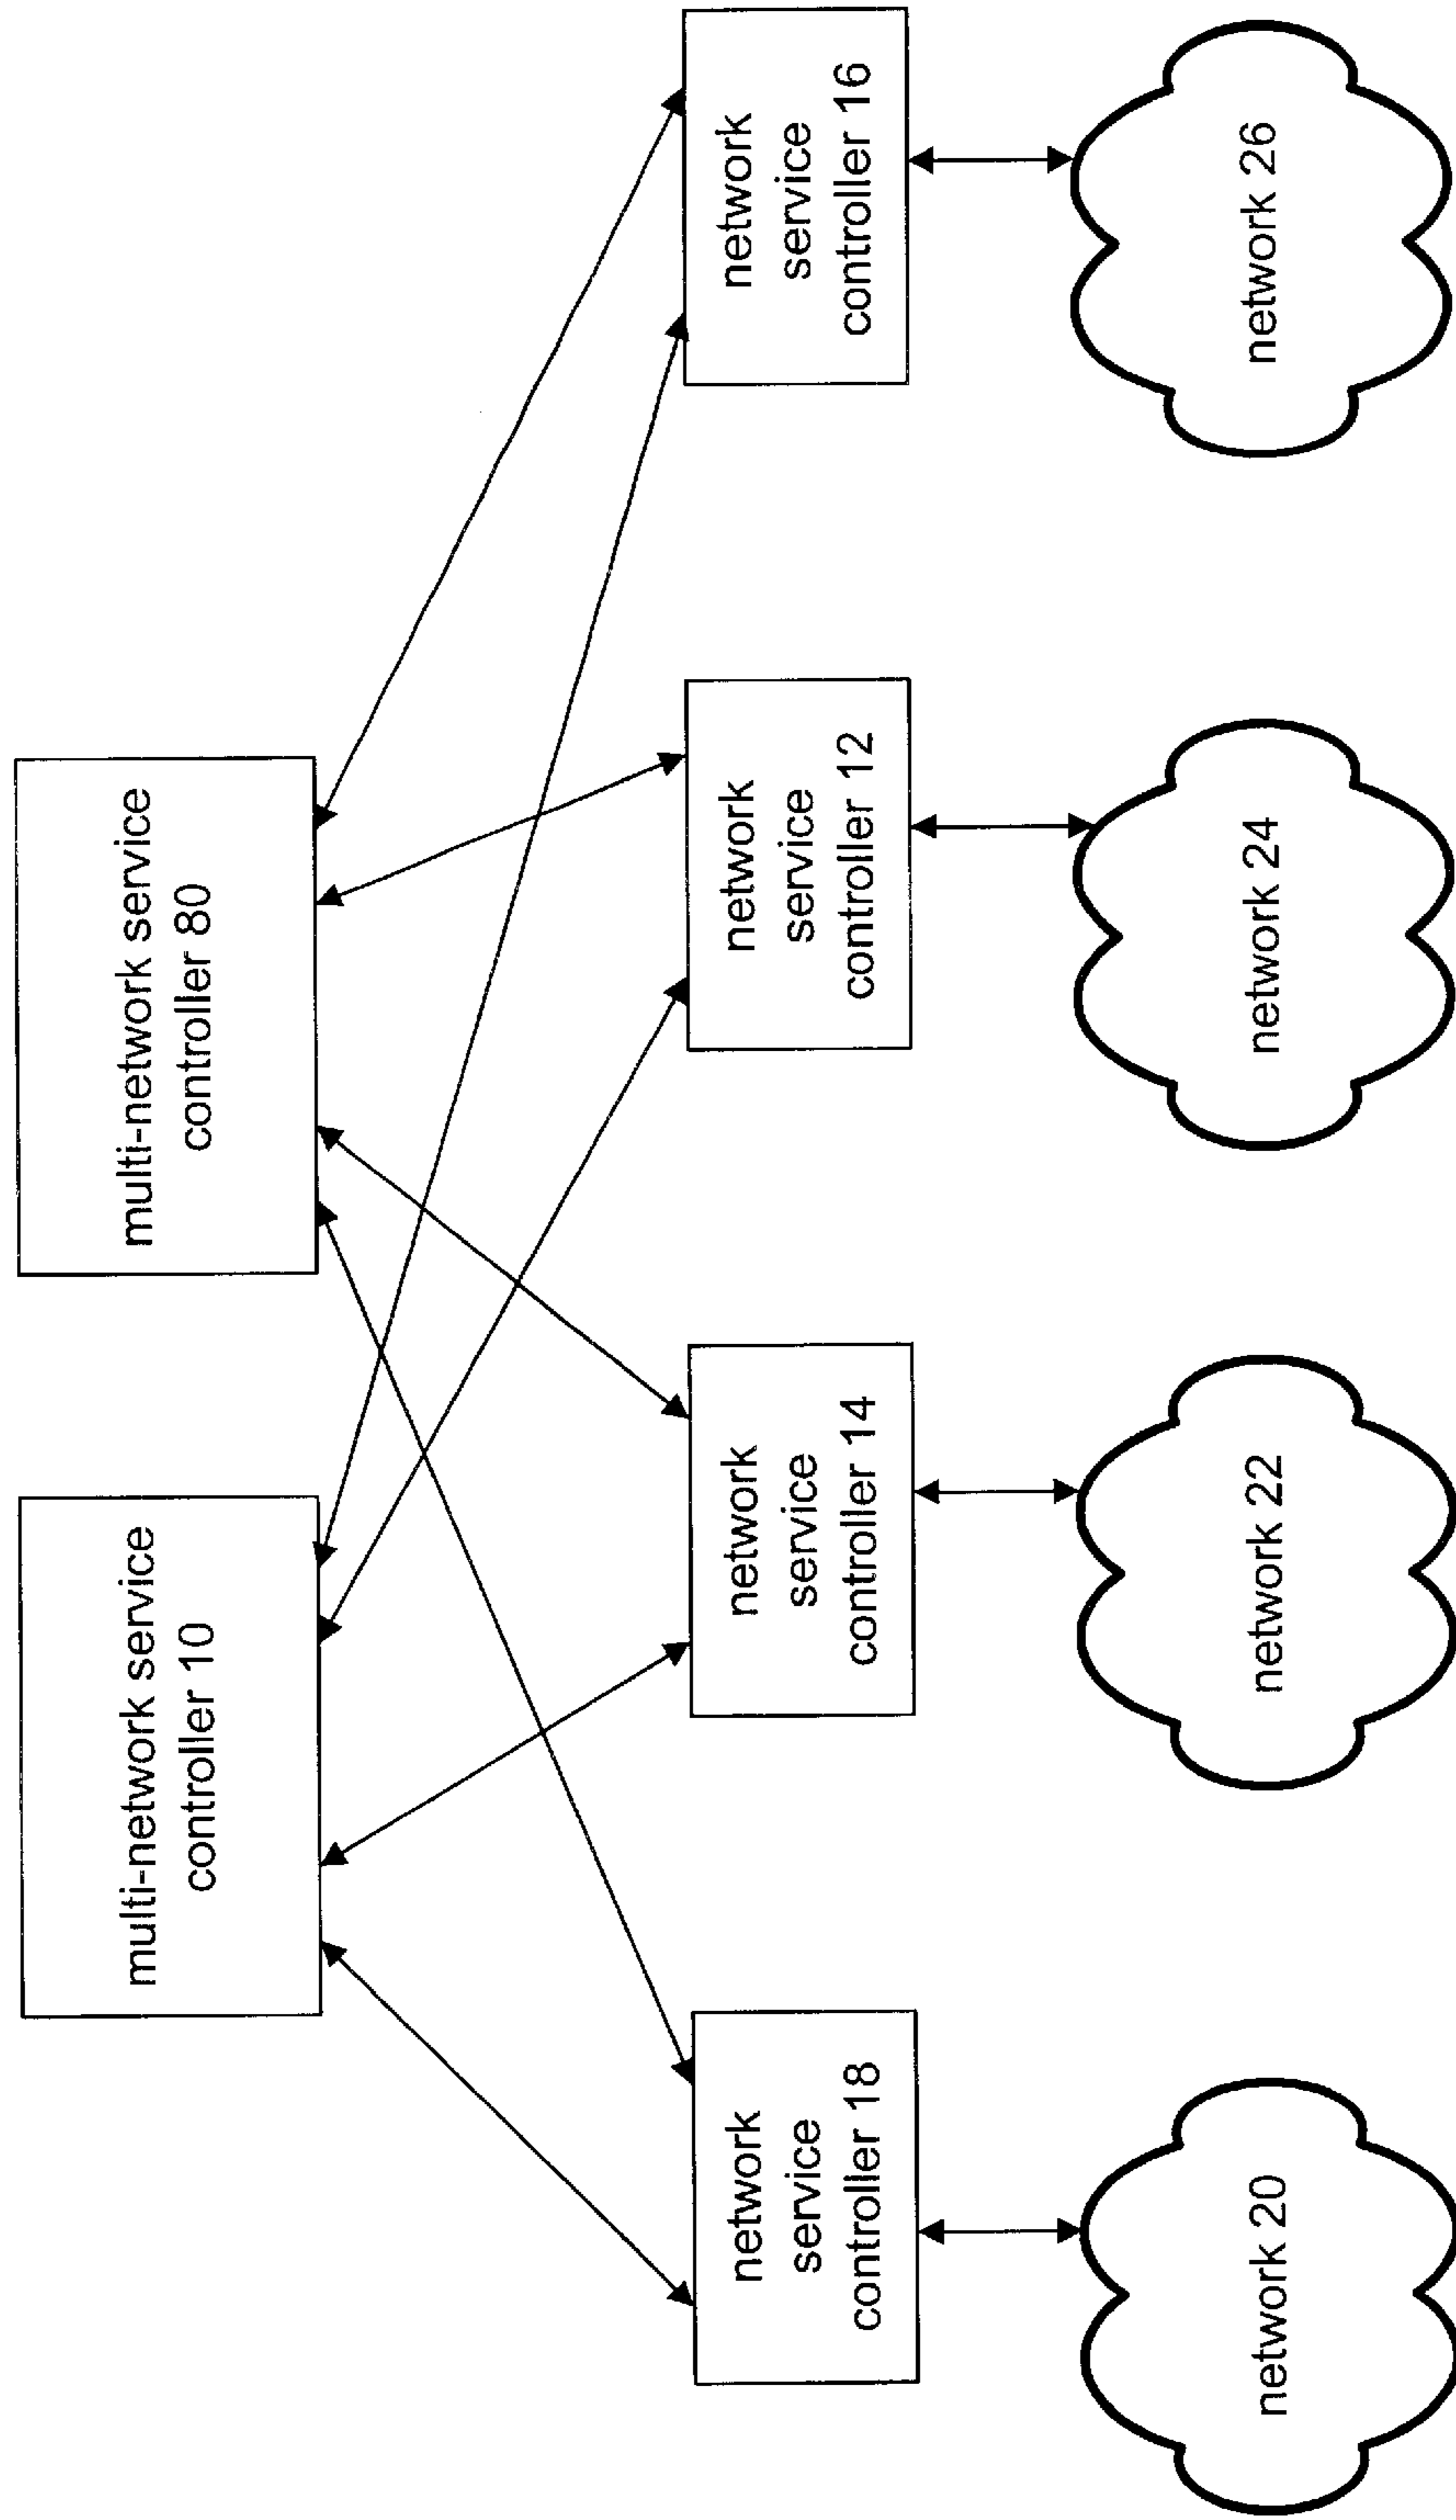 multi-network service
controller 10
multi-network service
controller 80
network
service
controller 18
network
service
controller 14
network
service
controller 12
network
service
controller 16
network 20
network 22
network 24
network 26